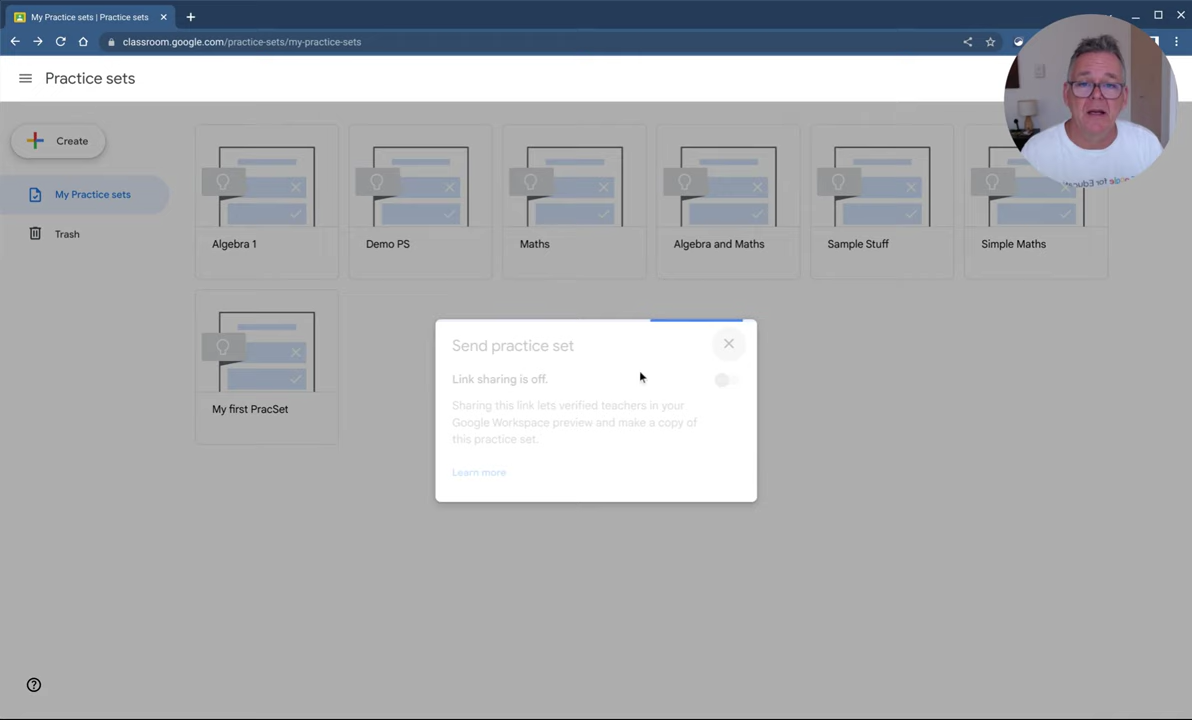 My Practice sets | Practice sets
classroom.google.com/practice-sets/my-practice-sets
Practice sets
Create
My Practice sets
Trash
Algebra 1
Demo PS
Maths
Algebra and Maths
Sample Stuff
Simple Maths
My first PracSet
Send practice set
Link sharing is off.
Sharing this link lets verified teachers in your
Google Workspace preview and make a copy
of this practice set.
Learn more
Google for Educa